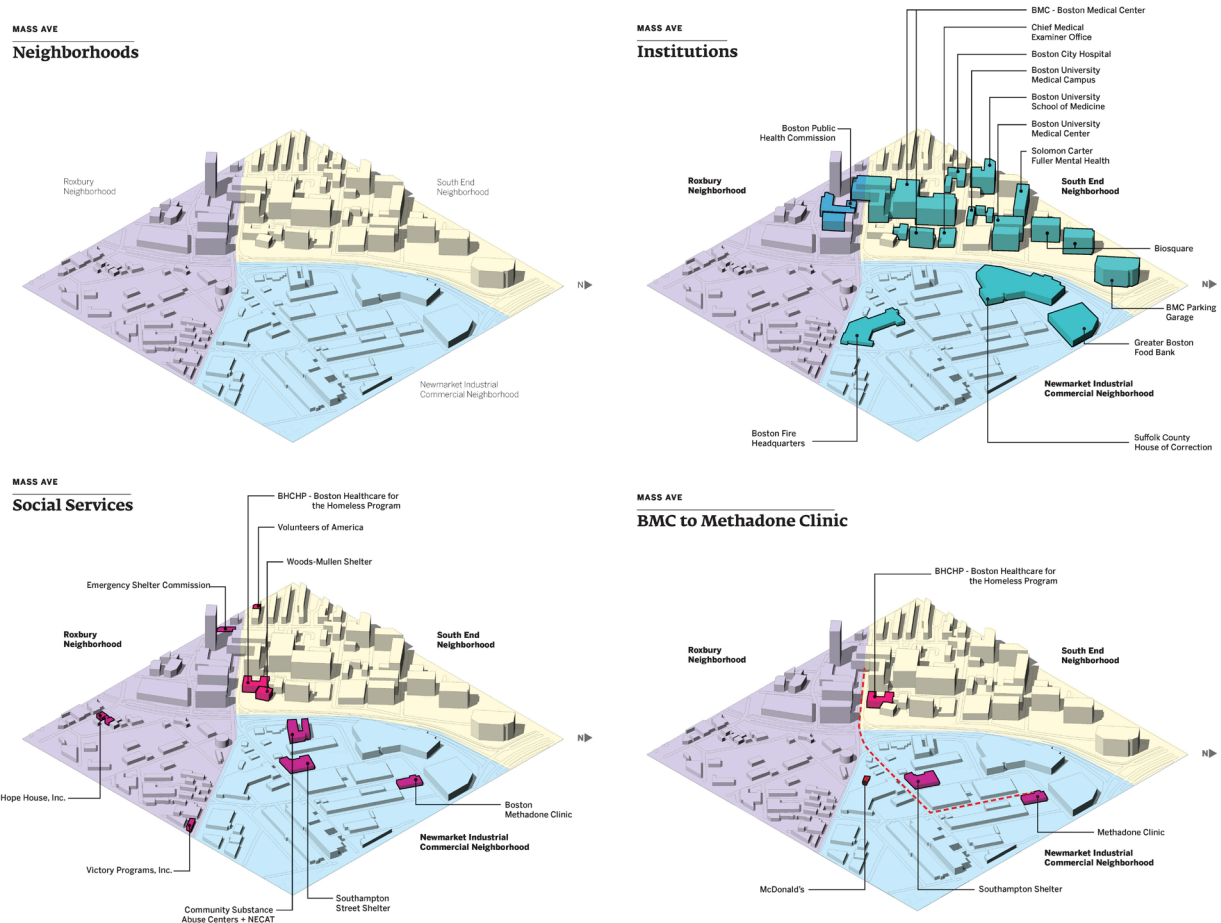 MASS AVE
Neighborhoods
Roxbury
Neighborhood
South End
Neighborhood
N
Newmarket Industrial
Commercial Neighborhood
MASS AVE
Institutions
BMC - Boston Medical Center
Chief Medical
Examiner Office
Boston City Hospital
Boston University
Medical Campus
Boston University
School of Medicine
Boston Public
Health Commission
Boston University
Medical Center
Solomon Carter
Fuller Mental Health
Roxbury
Neighborhood
South End
Neighborhood
Biosquare
N
BMC Parking
Garage
Greater Boston
Food Bank
Newmarket Industrial
Commercial Neighborhood
Boston Fire
Headquarters
Suffolk County
House of Correction
MASS AVE
Social Services
BHCHP - Boston Healthcare for
the Homeless Program
Volunteers of America
Woods-Mullen Shelter
Emergency Shelter Commission
Roxbury
Neighborhood
South End
Neighborhood
N
Hope House, Inc.
Boston
Methadone Clinic
Newmarket Industrial
Commercial Neighborhood
Victory Programs, Inc.
Southampton
Street Shelter
Community Substance
Abuse Centers + NECAT
MASS AVE
BMC to Methadone Clinic
BHCHP - Boston Healthcare for
the Homeless Program
Roxbury
Neighborhood
South End
Neighborhood
N
Methadone Clinic
Newmarket Industrial
Commercial Neighborhood
McDonald's
Southampton Shelter